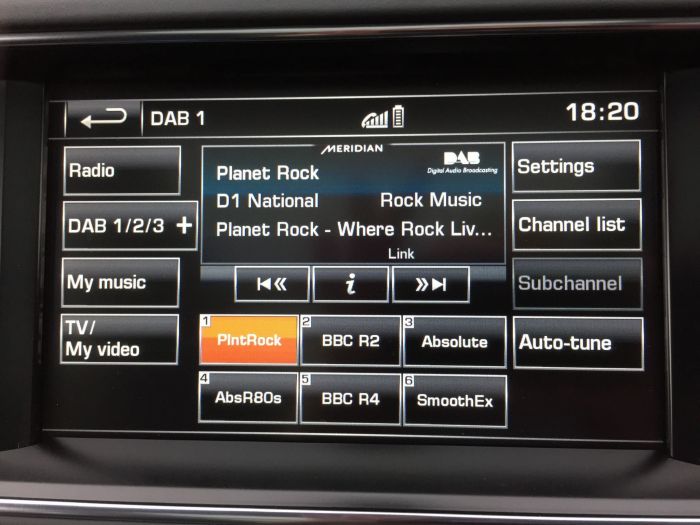 DAB 1
18:20
Radio
DAB 1/2/3 +
My music
TV/
My video
MERIDIAN
DAB
Digital Audio Broadcasting
Planet Rock
D1 National Rock Music
Planet Rock - Where Rock Liv...
Link
i
Settings
Channel list
Subchannel
Auto-tune
1 PlntRock
2 BBC R2
3 Absolute
4 AbsR80s
5 BBC R4
6 SmoothEx